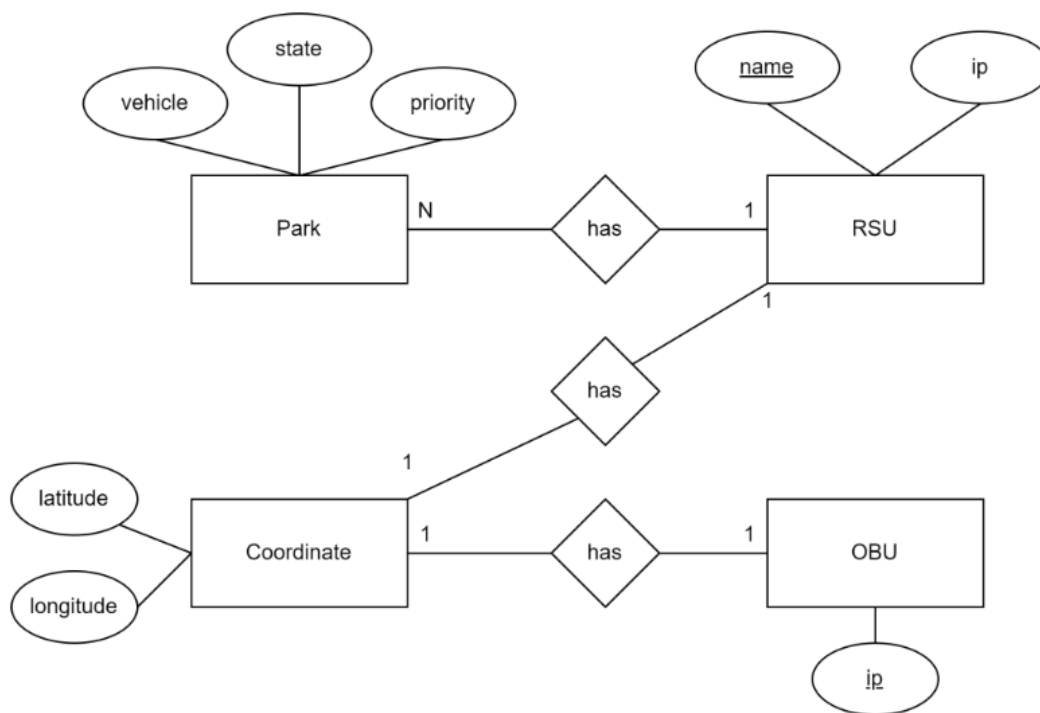 state
name
ip
vehicle
priority
N
1
Park
has
RSU
1
has
1
latitude
1
1
Coordinate
has
OBU
longitude
ip